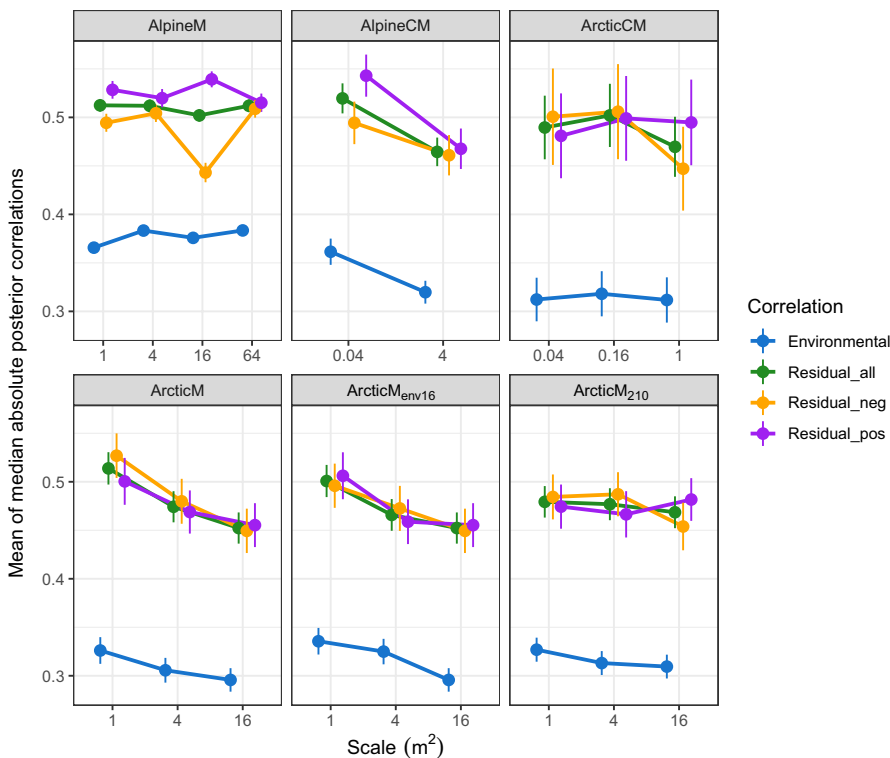 AlpineM AlpineCM ArcticCM
0.5
0.4
0.3
1 4 16 64 0.04 4 0.04 0.16 1
ArcticM ArcticMenv16 ArcticM210
0.5
0.4
0.3
1 4 16 1 4 16 1 4 16
Scale (m²)
Mean of median absolute posterior correlations
Correlation
Environmental
Residual_all
Residual_neg
Residual_pos